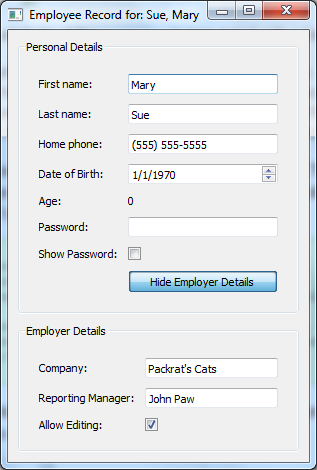 Employee Record for: Sue, Mary
Personal Details
First name: Mary
Last name: Sue
Home phone: (555) 555-5555
Date of Birth: 1/1/1970
Age: 0
Password:
Show Password:
Hide Employer Details
Employer Details
Company: Packrat's Cats
Reporting Manager: John Paw
Allow Editing: